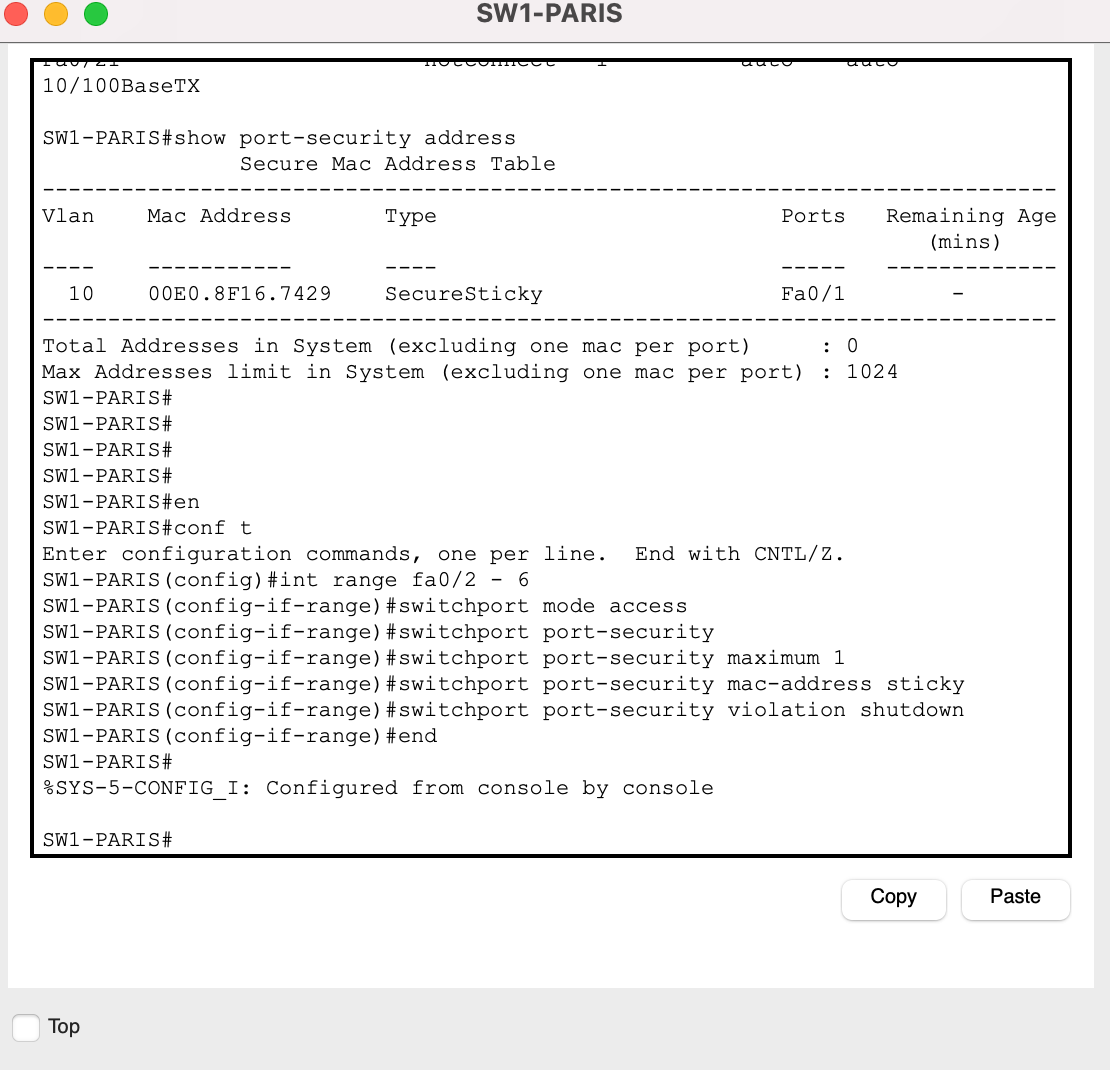 SW1-PARIS
Fa0/21                       notconnect   1          auto    auto
10/100BaseTX

SW1-PARIS#show port-security address
               Secure Mac Address Table
-----------------------------------------------------------------------------
Vlan    Mac Address       Type                          Ports   Remaining Age
                                                                   (mins)
----    -----------       ----                          -----   -------------
  10    00E0.8F16.7429    SecureSticky                  Fa0/1        -
-----------------------------------------------------------------------------
Total Addresses in System (excluding one mac per port)     : 0
Max Addresses limit in System (excluding one mac per port) : 1024
SW1-PARIS#
SW1-PARIS#
SW1-PARIS#
SW1-PARIS#
SW1-PARIS#en
SW1-PARIS#conf t
Enter configuration commands, one per line.  End with CNTL/Z.
SW1-PARIS(config)#int range fa0/2 - 6
SW1-PARIS(config-if-range)#switchport mode access
SW1-PARIS(config-if-range)#switchport port-security
SW1-PARIS(config-if-range)#switchport port-security maximum 1
SW1-PARIS(config-if-range)#switchport port-security mac-address sticky
SW1-PARIS(config-if-range)#switchport port-security violation shutdown
SW1-PARIS(config-if-range)#end
SW1-PARIS#
%SYS-5-CONFIG_I: Configured from console by console

SW1-PARIS#
Copy
Paste
Top